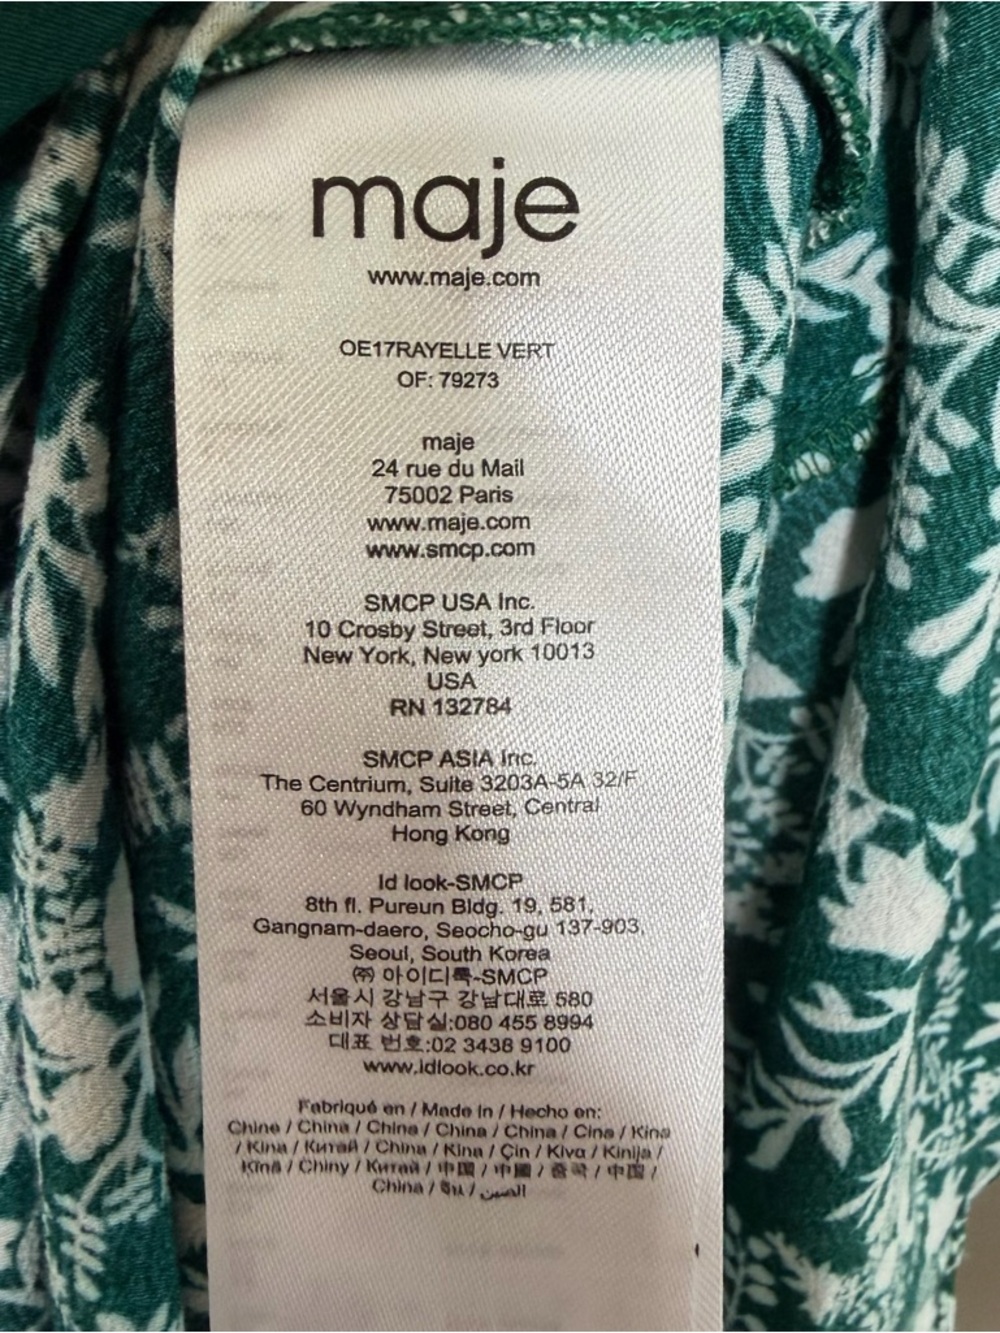 maje
www.maje.com
OE17RAYELLE VERT
OF: 79273
maje
24 rue du Mail
75002 Paris
www.maje.com
www.smcp.com
SMCP USA Inc.
10 Crosby Street, 3rd Floor
New York, New york 10013
USA
RN 132784
SMCP ASIA Inc.
The Centrium, Suite 3203A-5A 32/F
60 Wyndham Street, Central
Hong Kong
Id look-SMCP
8th fl. Pureun Bldg. 19, 581,
Gangnam-daero, Seocho-gu 137-903,
Seoul, South Korea
㈜ 아이디룩-SMCP
서울시 강남구 강남대로 580
소비자 상담실:080 455 8994
대표 번호:02 3438 9100
www.idlook.co.kr
Fabriqué en / Made in / Hecho en:
Chine / China / China / China / China / Cina / Kina
/ Kina / Китай / China / Kina / Çin / Kiva / Kinija /
Ķīnā / Chiny / Китай / 中国 / 中國 / 중국 / 中国 /
China / จีน / الصين